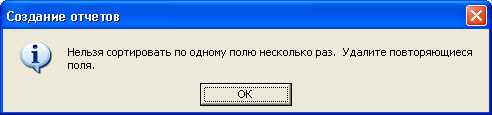 Создание отчетов
Нельзя сортировать по одному полю несколько раз.  Удалите повторяющиеся
поля.
OK